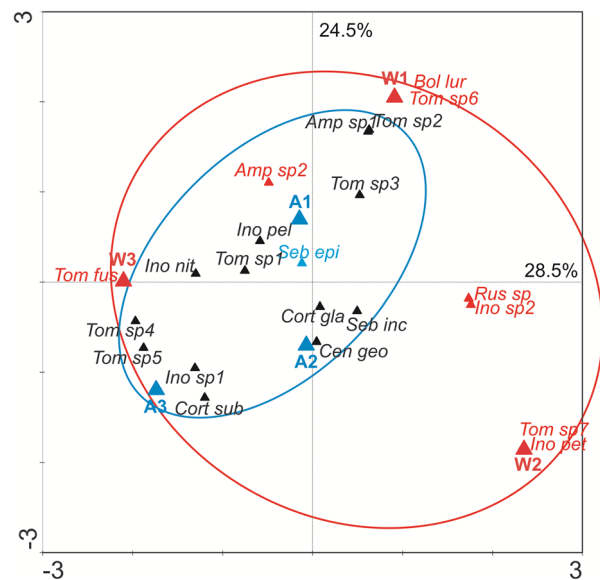 3
24.5%
W1 Bol lur
Tom sp6
Amp sp1 Tom sp2
Amp sp2
Tom sp3
A1
Ino pel
Seb epi
W3
Tom fus
Ino nit
Tom sp1
28.5%
Rus sp
Ino sp2
Cort gla
Seb inc
Tom sp4
Cen geo
Tom sp5
A2
Ino sp1
A3
Cort sub
Tom sp7
Ino pet
W2
-3
-3
3